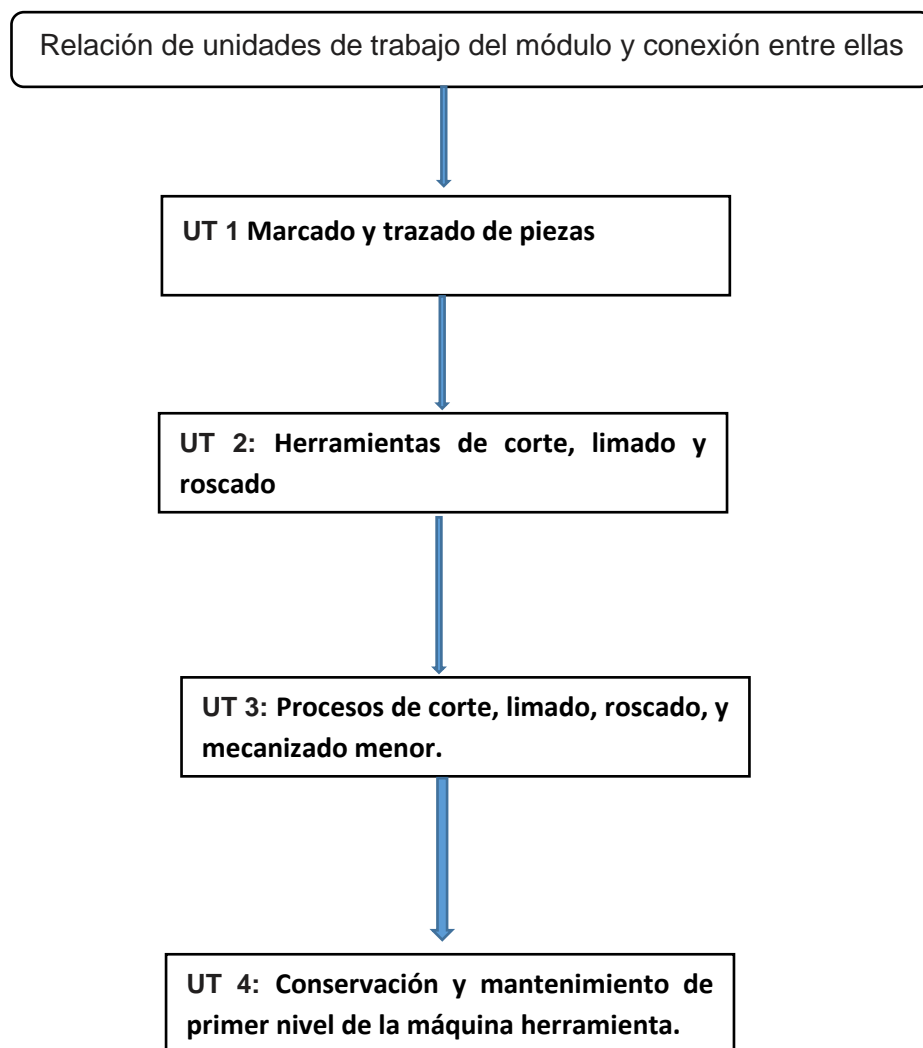 Relación de unidades de trabajo del módulo y conexión entre ellas
UT 1 Marcado y trazado de piezas
UT 2: Herramientas de corte, limado y
roscado
UT 3: Procesos de corte, limado, roscado, y
mecanizado menor.
UT 4: Conservación y mantenimiento de
primer nivel de la máquina herramienta.